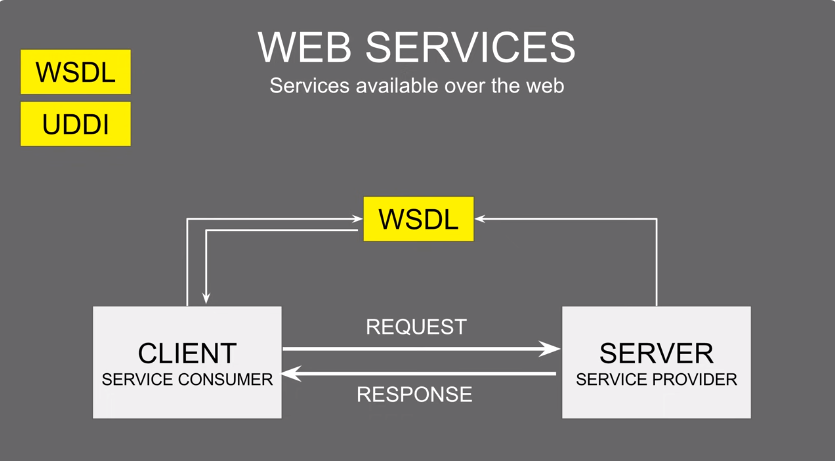 WEB SERVICES
Services available over the web
WSDL
UDDI
WSDL
REQUEST
CLIENT
SERVICE CONSUMER
SERVER
SERVICE PROVIDER
RESPONSE